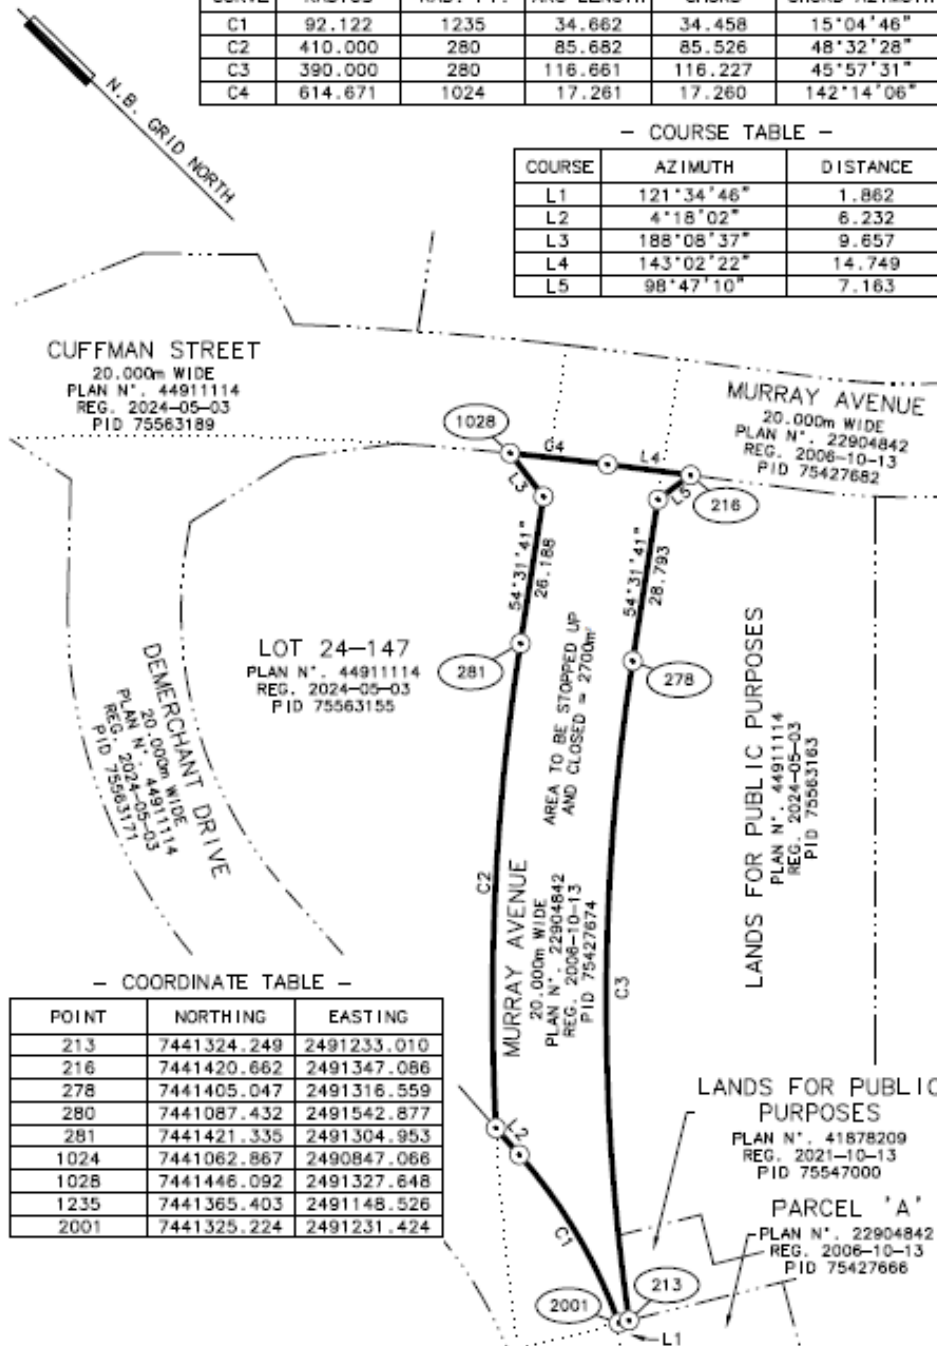 CURVE RADIUS RAD. PT. ARC LENGTH CHORD CHORD AZIMUTH
C1 92.122 1235 34.662 34.458 15°04'46"
C2 410.000 280 85.682 85.526 48°32'28"
C3 390.000 280 116.661 116.227 45°57'31"
C4 614.671 1024 17.261 17.260 142°14'06"
N.B. GRID NORTH
- COURSE TABLE -
COURSE AZIMUTH DISTANCE
L1 121°34'46" 1.862
L2 4°18'02" 6.232
L3 188°08'37" 9.657
L4 143°02'22" 14.749
L5 98°47'10" 7.163
CUFFMAN STREET
20.000m WIDE
PLAN N°. 44911114
REG. 2024-05-03
PID 75563189
MURRAY AVENUE
20.000m WIDE
PLAN N°. 22904842
REG. 2006-10-13
PID 75427682
1028
C4
L4
L3
L5
216
54°31'41"
26.188
54°31'41"
28.793
281
278
LOT 24-147
PLAN N°. 44911114
REG. 2024-05-03
PID 75563155
AREA TO BE STOPPED UP
AND CLOSED = 2700m²
DEMERCHANT DRIVE
20.000m WIDE
PLAN N°. 44911114
REG. 2024-05-03
PID 75563171
LANDS FOR PUBLIC PURPOSES
PLAN N°. 44911114
REG. 2024-05-03
PID 75563163
C2
MURRAY AVENUE
20.000m WIDE
PLAN N°. 22904842
REG. 2006-10-13
PID 75427674
C3
- COORDINATE TABLE -
POINT NORTHING EASTING
213 7441324.249 2491233.010
216 7441420.662 2491347.086
278 7441405.047 2491316.559
280 7441087.432 2491542.877
281 7441421.335 2491304.953
1024 7441062.867 2490847.066
1028 7441446.092 2491327.648
1235 7441365.403 2491148.526
2001 7441325.224 2491231.424
L2
C1
LANDS FOR PUBLIC
PURPOSES
PLAN N°. 41878209
REG. 2021-10-13
PID 75547000
PARCEL 'A'
PLAN N°. 22904842
REG. 2006-10-13
PID 75427666
213
2001
L1